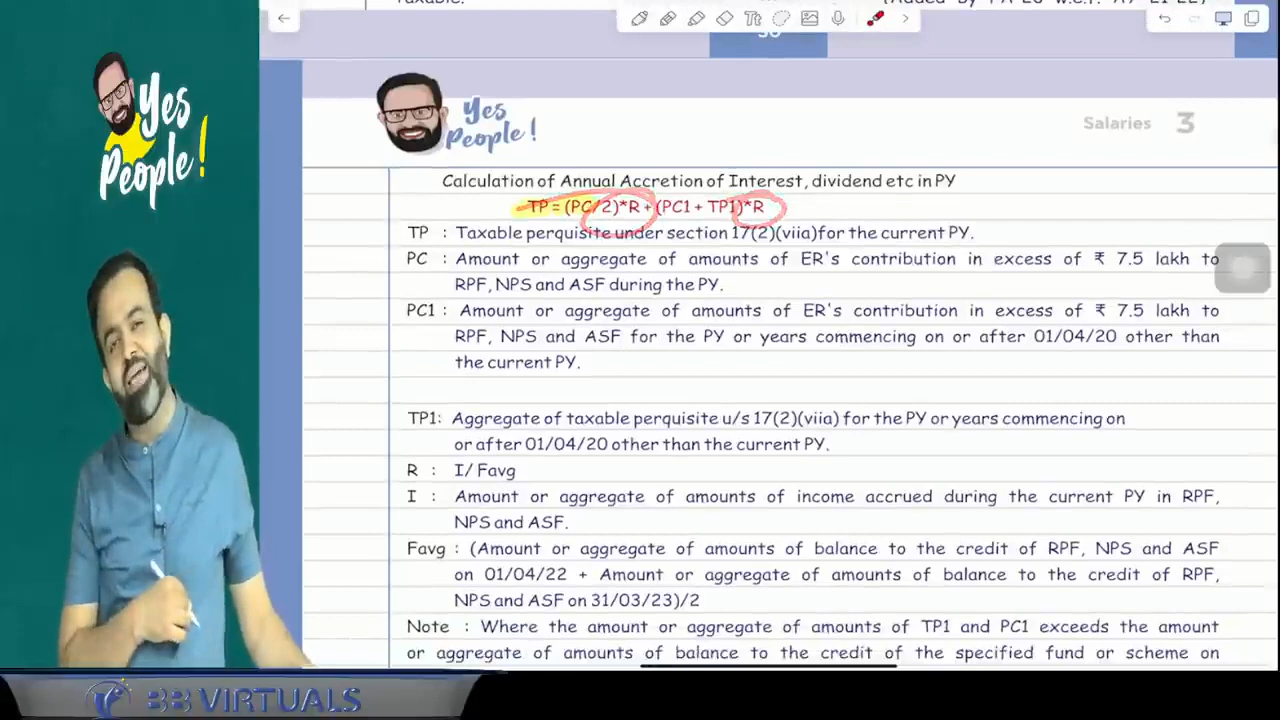 Taxable.
(Added by FA 20 w.e.f. AY 21-22)
30
Yes
People!
Yes
People!
Salaries 3
Calculation of Annual Accretion of Interest, dividend etc in PY
TP = (PC/2)*R + (PC1 + TP1)*R
TP : Taxable perquisite under section 17(2)(viia)for the current PY.
PC : Amount or aggregate of amounts of ER's contribution in excess of ₹ 7.5 lakh to
RPF, NPS and ASF during the PY.
PC1 : Amount or aggregate of amounts of ER's contribution in excess of ₹ 7.5 lakh to
RPF, NPS and ASF for the PY or years commencing on or after 01/04/20 other than
the current PY.
TP1: Aggregate of taxable perquisite u/s 17(2)(viia) for the PY or years commencing on
or after 01/04/20 other than the current PY.
R : I/ Favg
I : Amount or aggregate of amounts of income accrued during the current PY in RPF,
NPS and ASF.
Favg : (Amount or aggregate of amounts of balance to the credit of RPF, NPS and ASF
on 01/04/22 + Amount or aggregate of amounts of balance to the credit of RPF,
NPS and ASF on 31/03/23)/2
Note : Where the amount or aggregate of amounts of TP1 and PC1 exceeds the amount
or aggregate of amounts of balance to the credit of the specified fund or scheme on
BB VIRTUALS